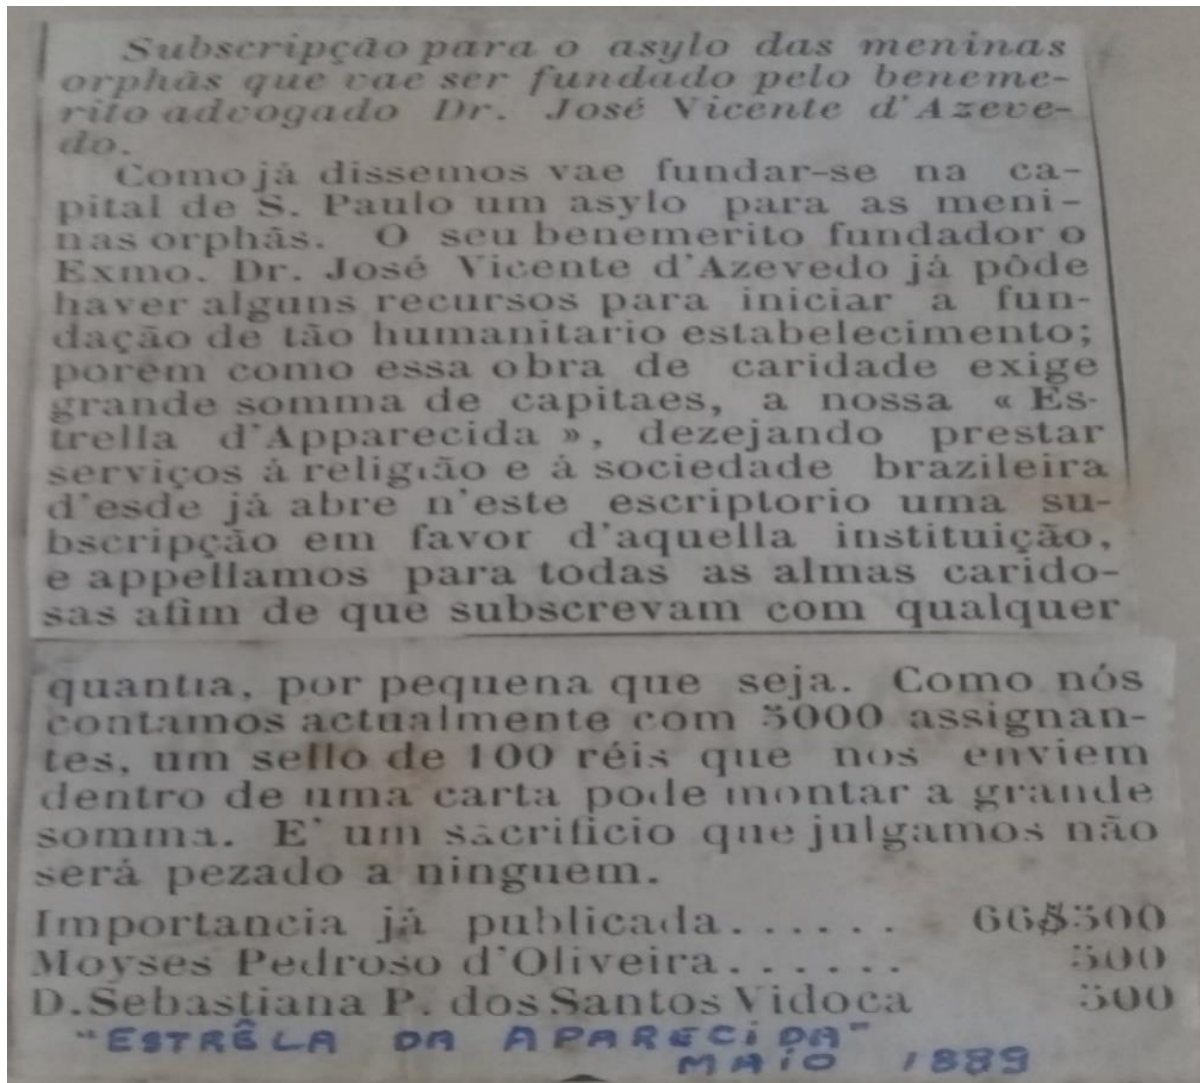 Subscripção para o asylo das meninas
orphãs que vae ser fundado pelo beneme-
rito advogado Dr. José Vicente d'Azeve-
do.
Como já dissemos vae fundar-se na ca-
pital de S. Paulo um asylo para as meni-
nas orphãs. O seu benemerito fundador o
Exmo. Dr. José Vicente d'Azevedo já pôde
haver alguns recursos para iniciar a fun-
dação de tão humanitario estabelecimento;
porém como essa obra de caridade exige
grande somma de capitaes, a nossa « Es-
trella d'Apparecida », dezejando prestar
serviços á religião e á sociedade brazileira
d'esde já abre n'este escriptorio uma su-
bscripção em favor d'aquella instituição,
e appellamos para todas as almas carido-
sas afim de que subscrevam com qualquer
quantia, por pequena que seja. Como nós
contamos actualmente com 5000 assignan-
tes, um sello de 100 réis que nos enviem
dentro de uma carta pode montar a grande
somma. E' um sacrificio que julgamos não
será pezado a ninguem.
Importancia já publicada...... 66$500
Moyses Pedroso d'Oliveira...... 500
D. Sebastiana P. dos Santos Vidoca 500
"ESTRÊLA DA APARECIDA"
MAIO 1889